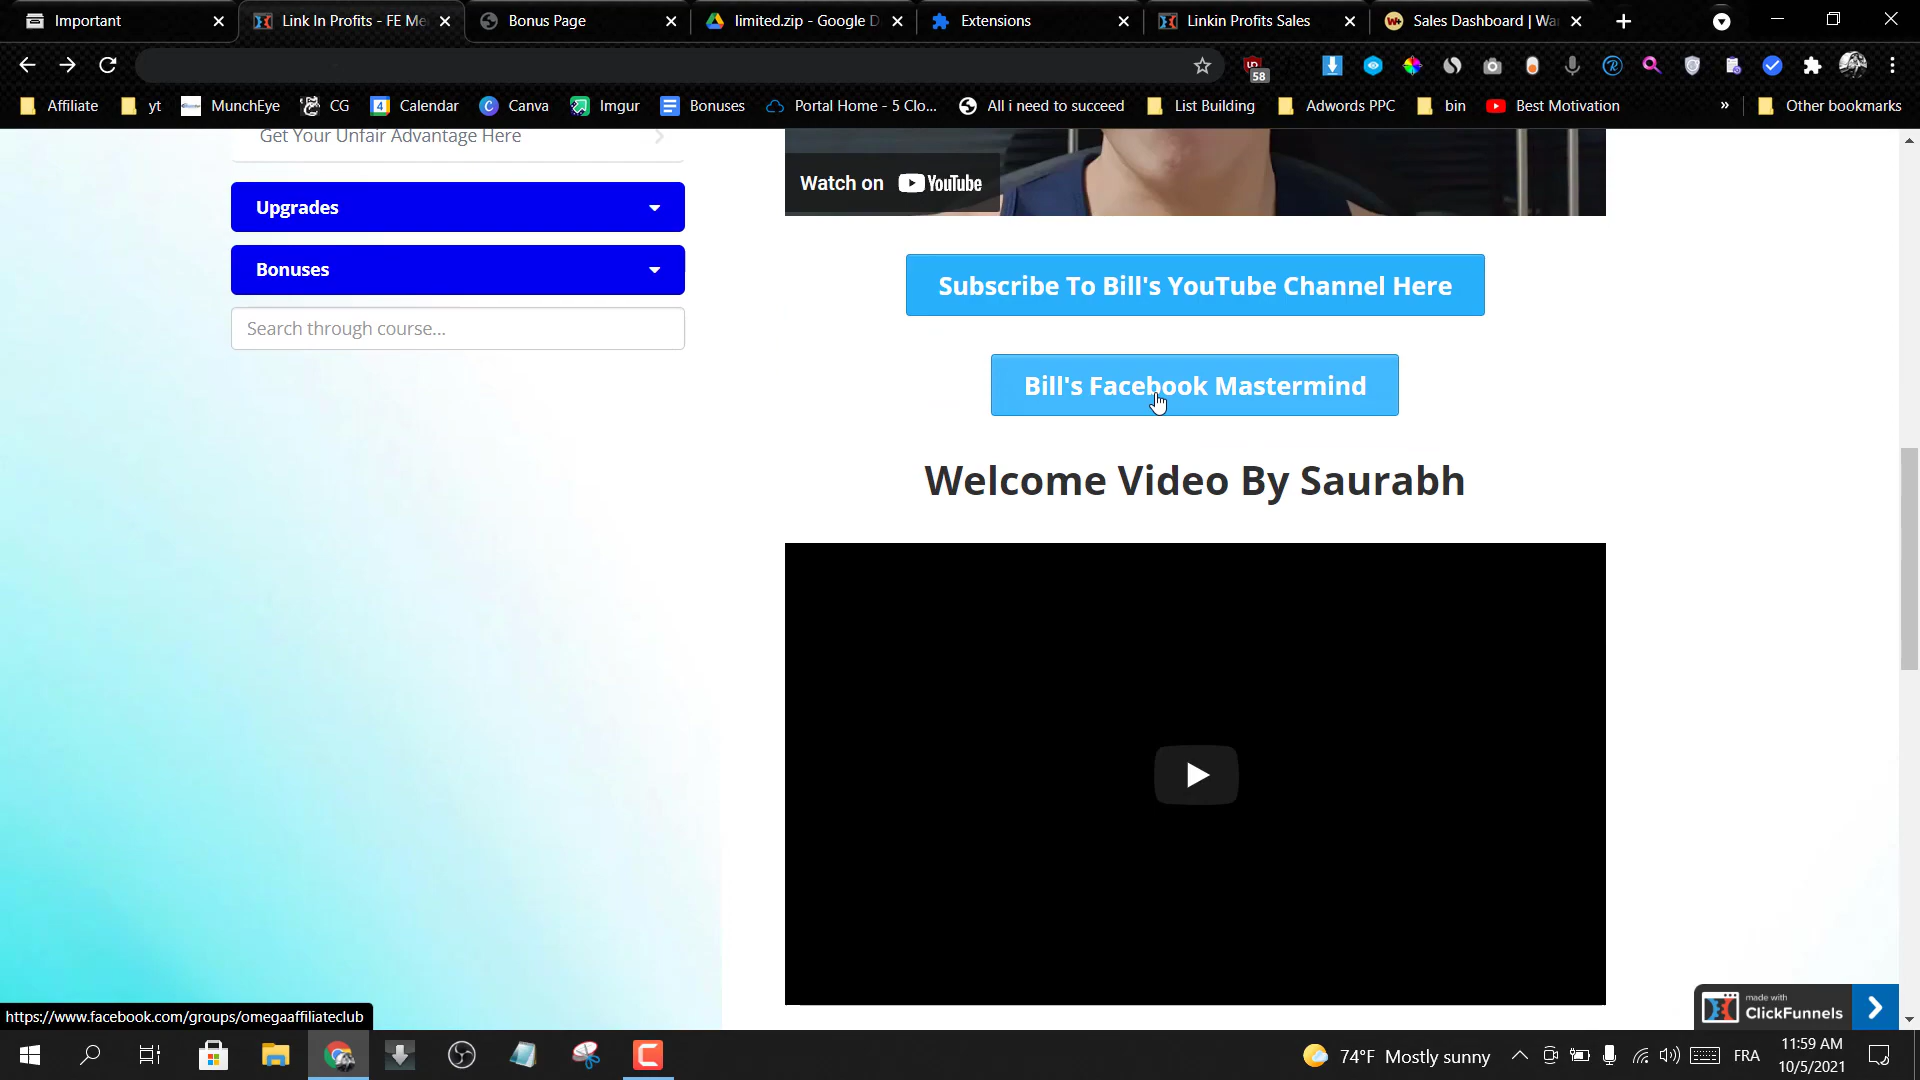 Important
Link In Profits - FE Me
Bonus Page
limited.zip - Google D
Extensions
Linkin Profits Sales
Sales Dashboard | Wa
58
Affiliate
yt
MunchEye
CG
Calendar
Canva
Imgur
Bonuses
Portal Home - 5 Clo...
All i need to succeed
List Building
Adwords PPC
bin
Best Motivation
»
Other bookmarks
Get Your Unfair Advantage Here
Upgrades
Bonuses
Search through course...
Watch on YouTube
Subscribe To Bill's YouTube Channel Here
Bill's Facebook Mastermind
Welcome Video By Saurabh
made with
ClickFunnels
https://www.facebook.com/groups/omegaaffiliateclub
74°F Mostly sunny
FRA
11:59 AM
10/5/2021